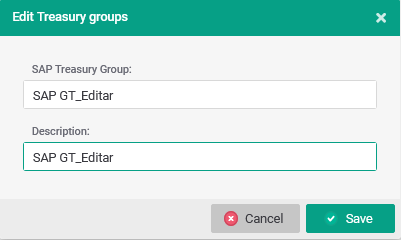 Edit Treasury groups
SAP Treasury Group:
SAP GT_Editar
Description:
SAP GT_Editar
Cancel
Save